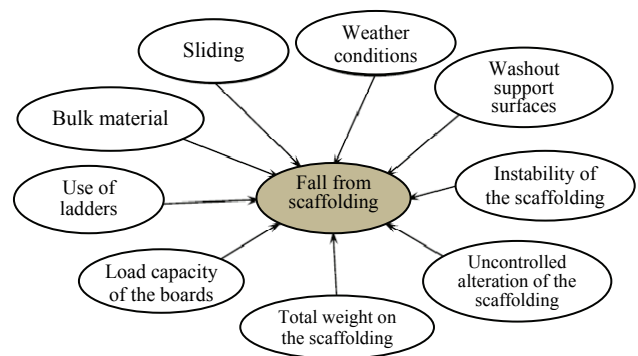 Weather
conditions
Sliding
Washout
support
surfaces
Bulk material
Instability of
the scaffolding
Fall from
scaffolding
Use of
ladders
Uncontrolled
alteration of the
scaffolding
Load capacity
of the boards
Total weight on
the scaffolding